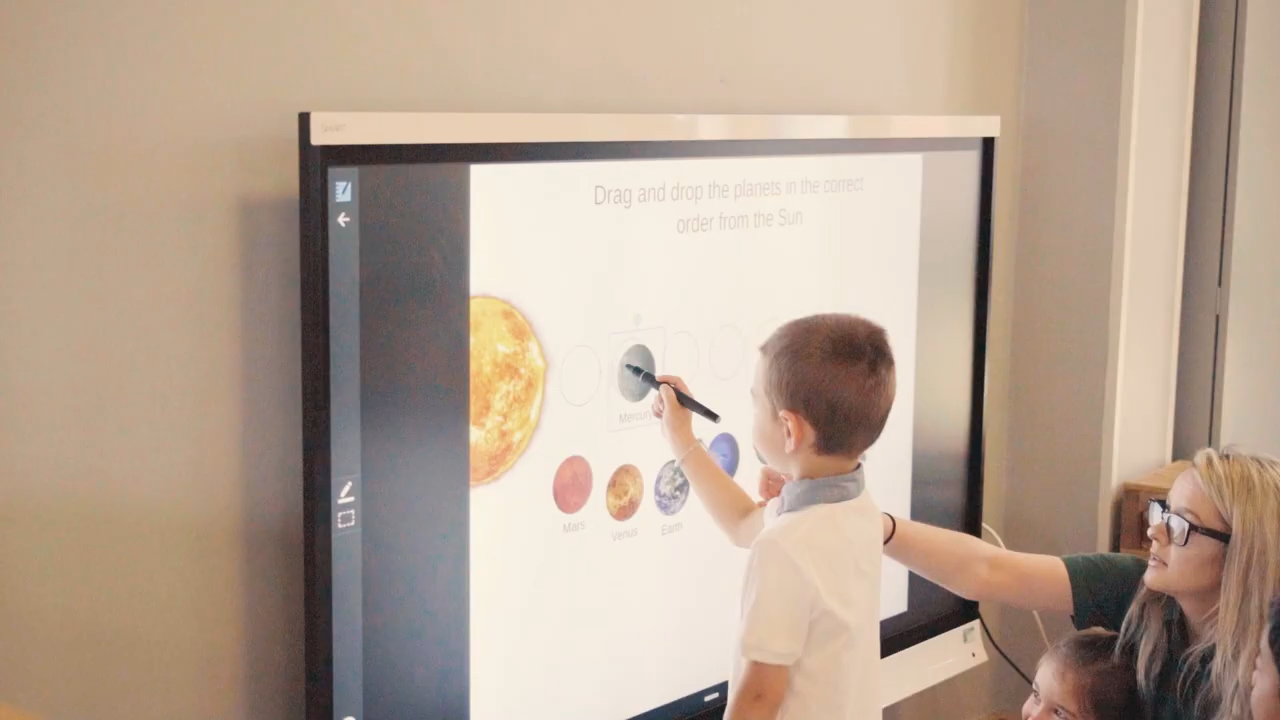 Drag and drop the planets in the correct
order from the Sun
Mercury
Mars
Venus
Earth